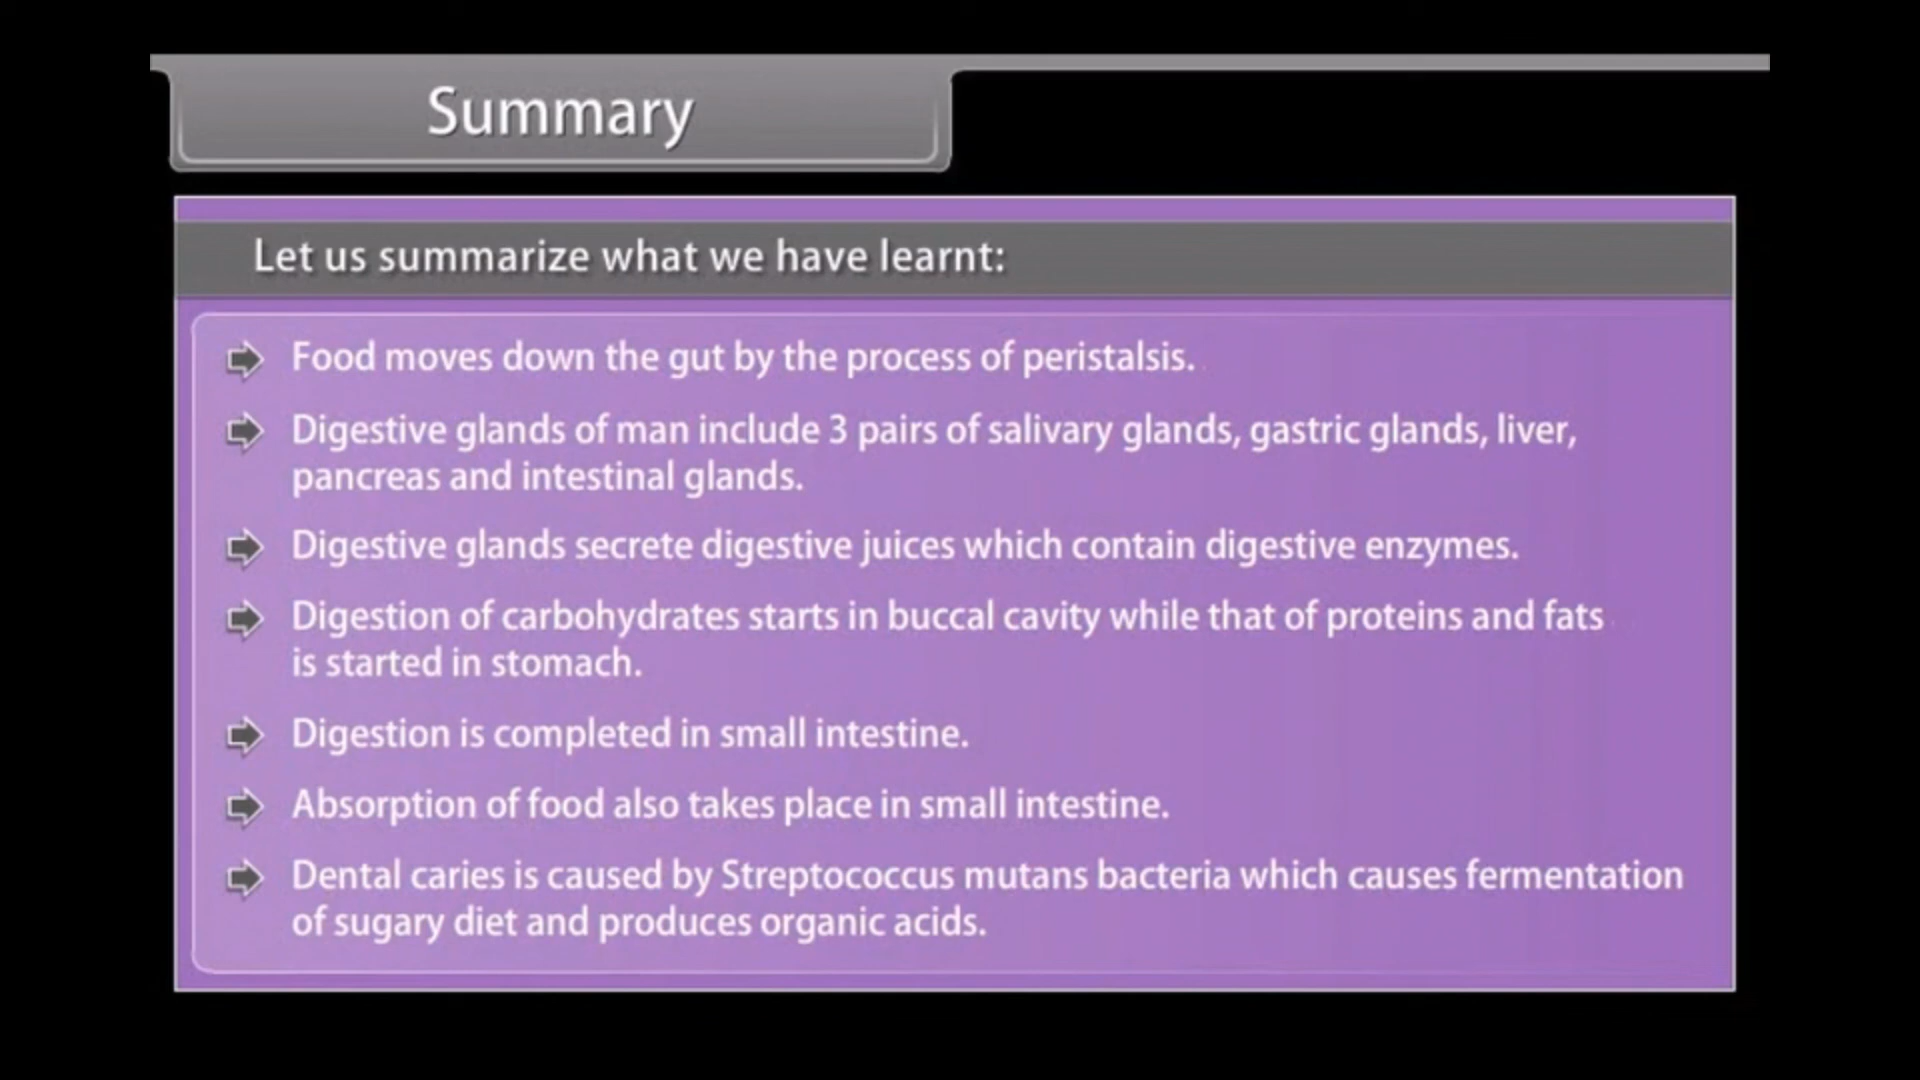 Summary
Let us summarize what we have learnt:
Food moves down the gut by the process of peristalsis.
Digestive glands of man include 3 pairs of salivary glands, gastric glands, liver,
pancreas and intestinal glands.
Digestive glands secrete digestive juices which contain digestive enzymes.
Digestion of carbohydrates starts in buccal cavity while that of proteins and fats
is started in stomach.
Digestion is completed in small intestine.
Absorption of food also takes place in small intestine.
Dental caries is caused by Streptococcus mutans bacteria which causes fermentation
of sugary diet and produces organic acids.